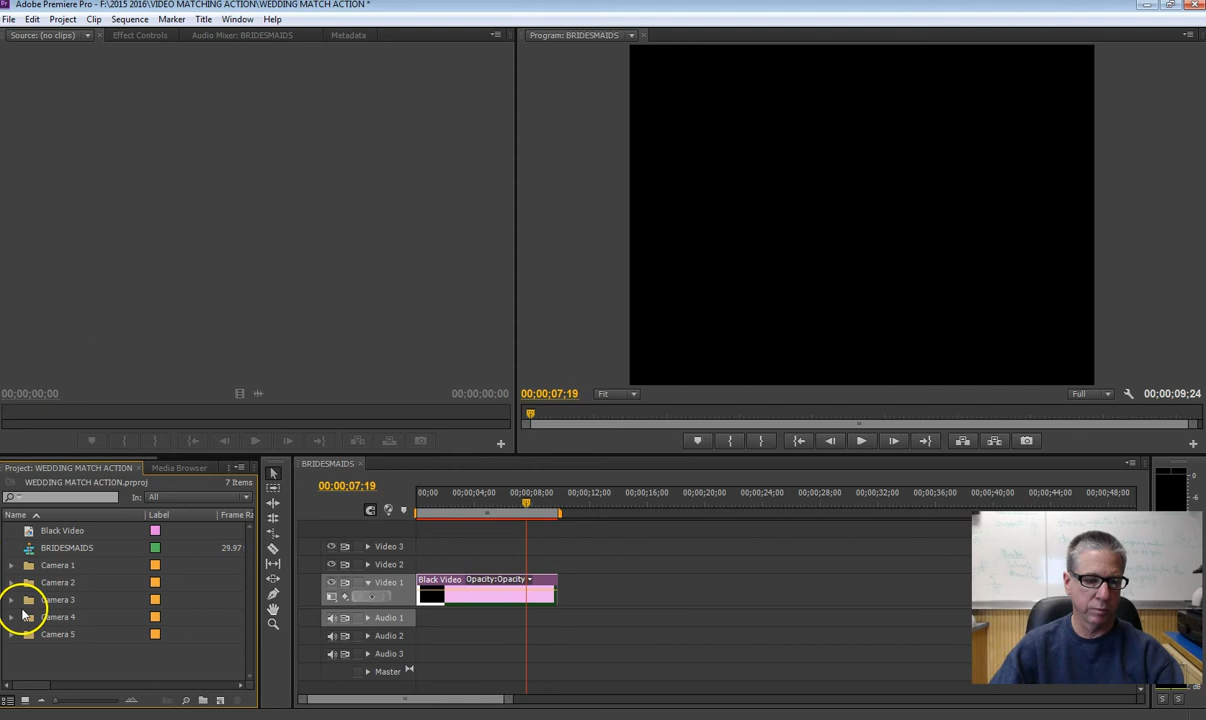 Adobe Premiere Pro - F:\2015 2016\VIDEO MATCHING ACTION\WEDDING MATCH ACTION *
File Edit Project Clip Sequence Marker Title Window Help
Source: (no clips) Effect Controls Audio Mixer: BRIDESMAIDS Metadata
Program: BRIDESMAIDS
00;00;00;00 00;00;00;00
00;00;07;19 Fit Full 00;00;09;24
Project: WEDDING MATCH ACTION Media Browser
WEDDING MATCH ACTION.prproj 7 Items
In: All
Name Label Frame Ra
Black Video
BRIDESMAIDS 29.97
Camera 1
Camera 2
Camera 3
Camera 4
Camera 5
BRIDESMAIDS
00;00;07;19
00;00 00;00;04;00 00;00;08;00 00;00;12;00 00;00;16;00 00;00;20;00 00;00;24;00 00;00;28;00 00;00;32;00 00;00;36;00 00;00;40;00 00;00;44;00 00;00;48;00
Video 3
Video 2
Video 1
Black Video Opacity:Opacity
Audio 1
Audio 2
Audio 3
Master
0
-6
dB
S S